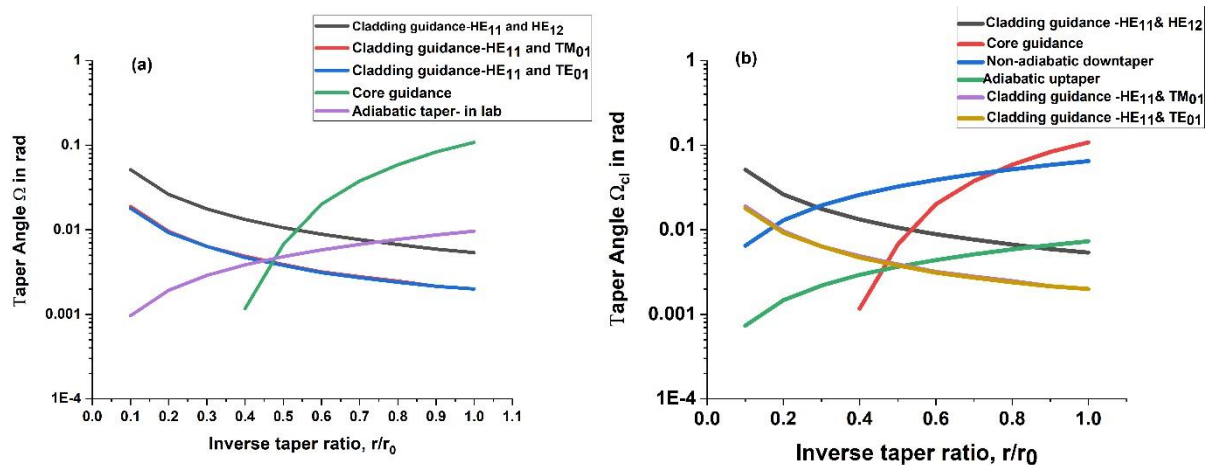 Cladding guidance-HE11 and HE12
Cladding guidance-HE11 and TM01
Cladding guidance-HE11 and TE01
Core guidance
Adiabatic taper- in lab
(a)
Taper Angle Ω in rad
1
0.1
0.01
0.001
1E-4
0.0 0.1 0.2 0.3 0.4 0.5 0.6 0.7 0.8 0.9 1.0 1.1
Inverse taper ratio, r/r0
Cladding guidance -HE11& HE12
Core guidance
Non-adiabatic downtaper
Adiabatic uptaper
Cladding guidance -HE11& TM01
Cladding guidance -HE11& TE01
(b)
Taper Angle Ωcl in rad
1
0.1
0.01
0.001
1E-4
0.0 0.2 0.4 0.6 0.8 1.0
Inverse taper ratio, r/r0